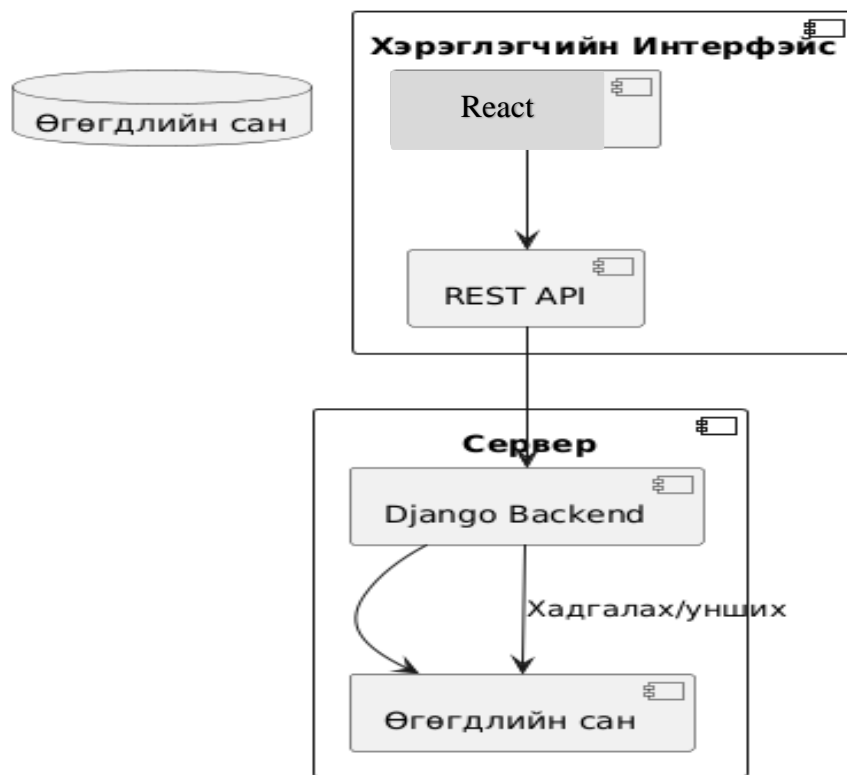 Хэрэглэгчийн Интерфэйс
Өгөгдлийн сан
React
REST API
Сервер
Django Backend
Хадгалах/унших
Өгөгдлийн сан